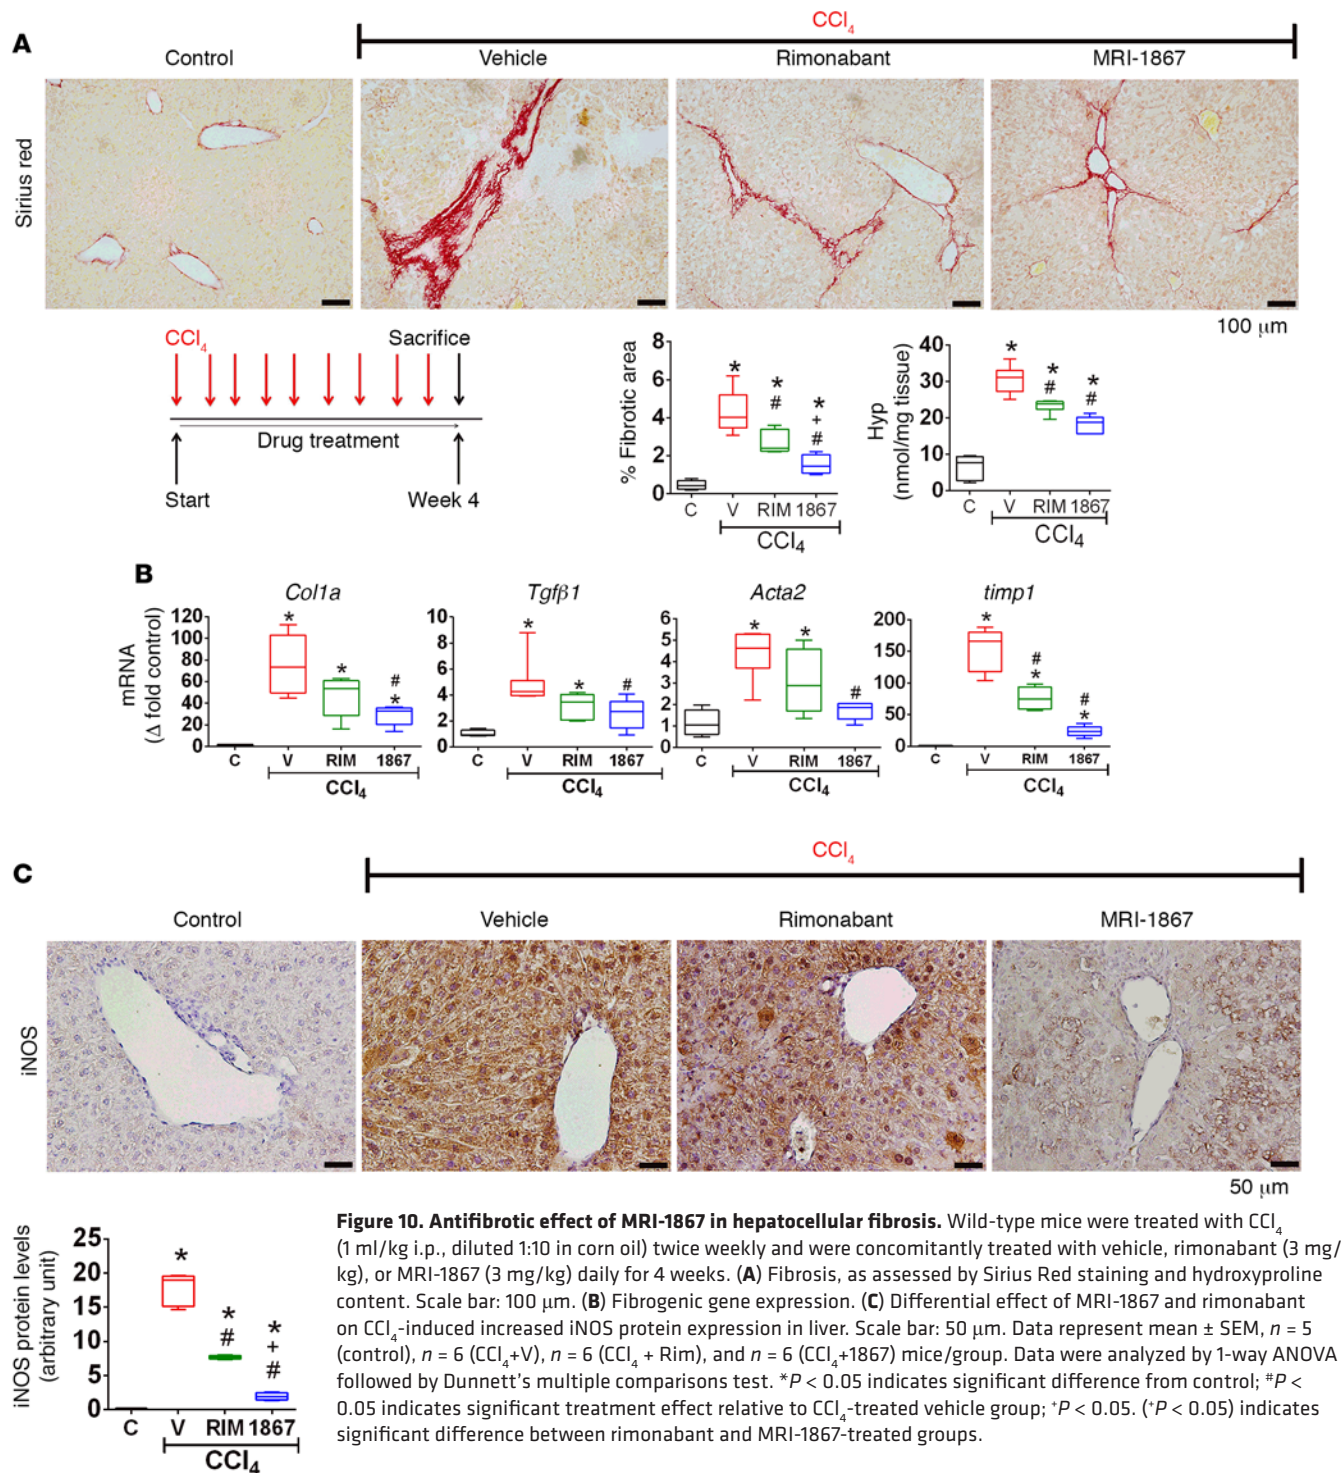 A
CCl4
Control
Vehicle
Rimonabant
MRI-1867
Sirius red
100 μm
CCl4
Sacrifice
Drug treatment
Start
Week 4
% Fibrotic area
8
6
4
2
0
C
V
RIM
1867
CCl4
Hyp
(nmol/mg tissue)
40
30
20
10
0
C
V
RIM
1867
CCl4
*
*
#
*
+
#
*
*
#
*
#
B
mRNA
(Δ fold control)
Col1a
120
100
80
60
40
20
0
*
*
#
*
C
V
RIM
1867
CCl4
Tgfβ1
10
8
6
4
2
0
*
*
#
C
V
RIM
1867
CCl4
Acta2
6
5
4
3
2
1
0
*
*
#
C
V
RIM
1867
CCl4
timp1
200
150
100
50
0
*
#
*
#
*
C
V
RIM
1867
CCl4
C
CCl4
Control
Vehicle
Rimonabant
MRI-1867
iNOS
50 μm
iNOS protein levels
(arbitrary unit)
25
20
15
10
5
0
*
*
#
*
+
#
C
V
RIM
1867
CCl4
Figure 10. Antifibrotic effect of MRI-1867 in hepatocellular fibrosis. Wild-type mice were treated with CCl4
(1 ml/kg i.p., diluted 1:10 in corn oil) twice weekly and were concomitantly treated with vehicle, rimonabant (3 mg/
kg), or MRI-1867 (3 mg/kg) daily for 4 weeks. (A) Fibrosis, as assessed by Sirius Red staining and hydroxyproline
content. Scale bar: 100 μm. (B) Fibrogenic gene expression. (C) Differential effect of MRI-1867 and rimonabant
on CCl4-induced increased iNOS protein expression in liver. Scale bar: 50 μm. Data represent mean ± SEM, n = 5
(control), n = 6 (CCl4+V), n = 6 (CCl4 + Rim), and n = 6 (CCl4+1867) mice/group. Data were analyzed by 1-way ANOVA
followed by Dunnett's multiple comparisons test. *P < 0.05 indicates significant difference from control; #P <
0.05 indicates significant treatment effect relative to CCl4-treated vehicle group; +P < 0.05. (+P < 0.05) indicates
significant difference between rimonabant and MRI-1867-treated groups.